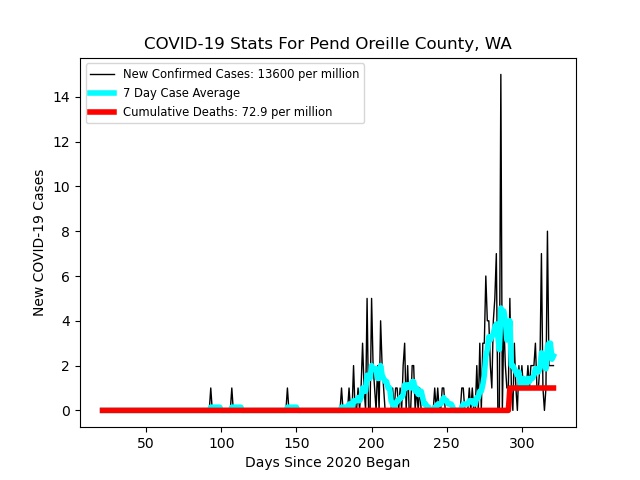 COVID-19 Stats For Pend Oreille County, WA
New Confirmed Cases: 13600 per million
7 Day Case Average
Cumulative Deaths: 72.9 per million
New COVID-19 Cases
14
12
10
8
6
4
2
0
50 100 150 200 250 300
Days Since 2020 Began